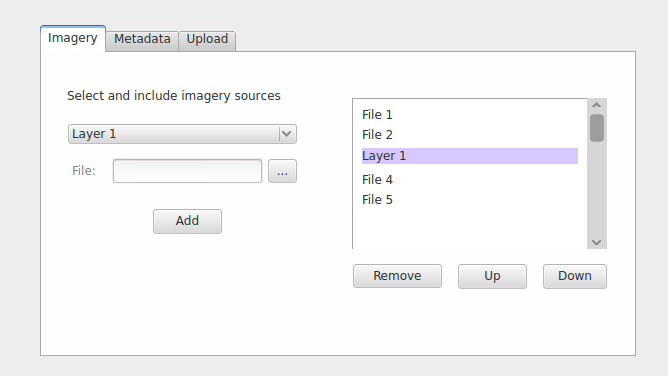 Imagery Metadata Upload
Select and include imagery sources
Layer 1
File: ...
Add
File 1
File 2
Layer 1
File 4
File 5
Remove Up Down